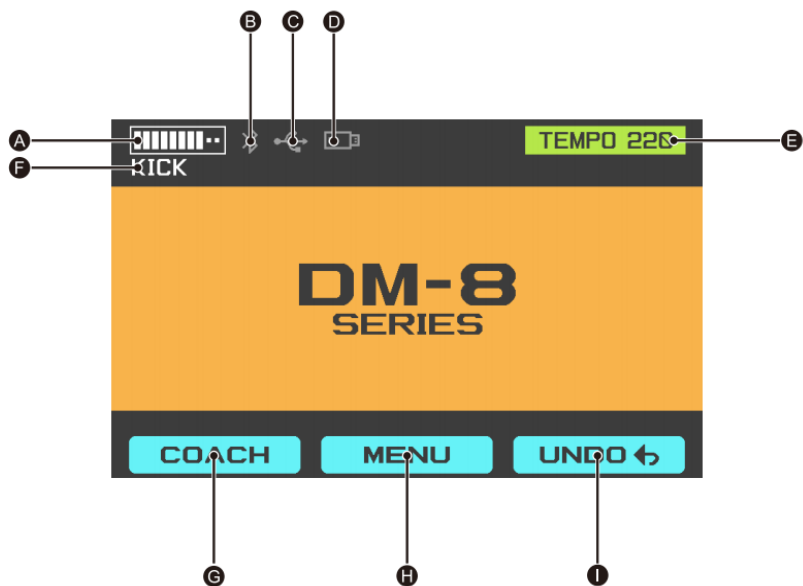 B C D
A
TEMPO 220
E
F
KICK
DM-8
SERIES
COACH
MENU
UNDO
G H I